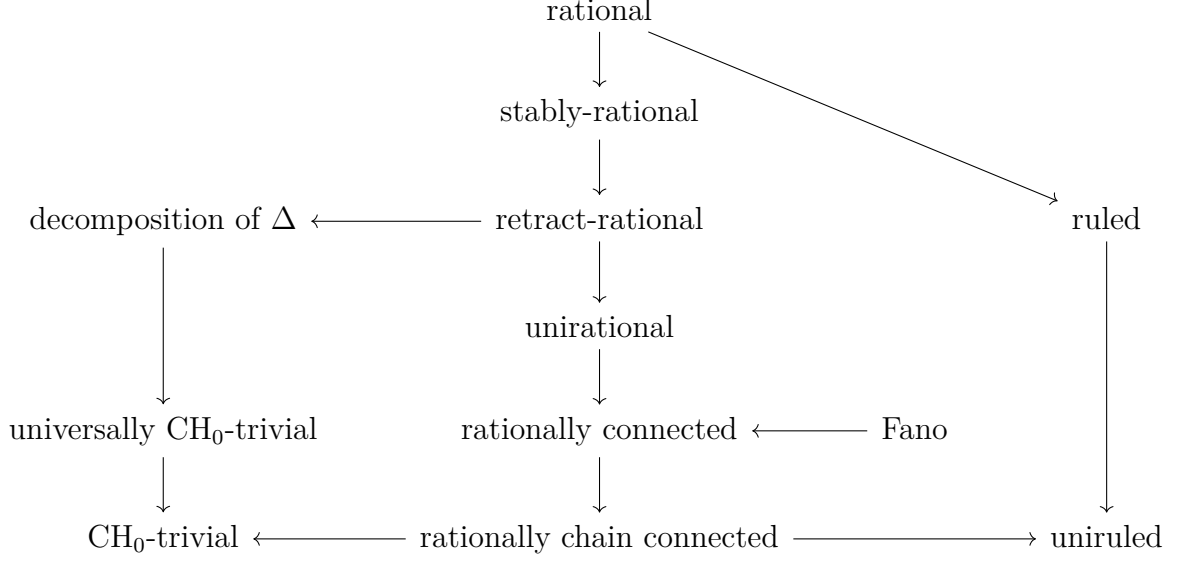 rational
stably-rational
decomposition of Δ
retract-rational
ruled
unirational
universally CH₀-trivial
rationally connected
Fano
CH₀-trivial
rationally chain connected
uniruled